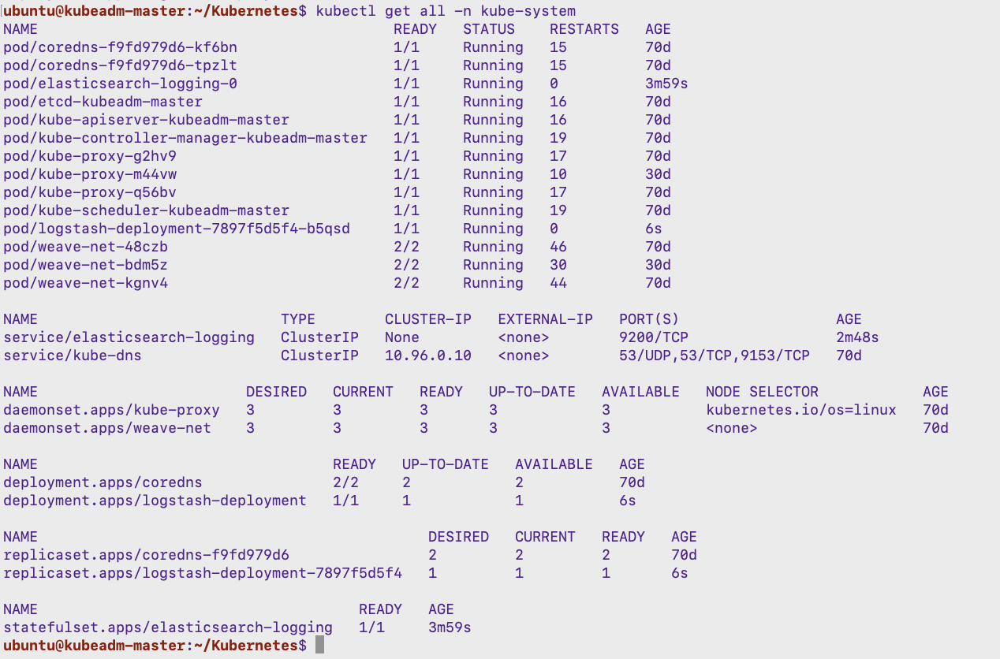 ubuntu@kubeadm-master:~/Kubernetes$ kubectl get all -n kube-system
NAME READY STATUS RESTARTS AGE
pod/coredns-f9fd979d6-kf6bn 1/1 Running 15 70d
pod/coredns-f9fd979d6-tpzlt 1/1 Running 15 70d
pod/elasticsearch-logging-0 1/1 Running 0 3m59s
pod/etcd-kubeadm-master 1/1 Running 16 70d
pod/kube-apiserver-kubeadm-master 1/1 Running 16 70d
pod/kube-controller-manager-kubeadm-master 1/1 Running 19 70d
pod/kube-proxy-g2hv9 1/1 Running 17 70d
pod/kube-proxy-m44vw 1/1 Running 10 30d
pod/kube-proxy-q56bv 1/1 Running 17 70d
pod/kube-scheduler-kubeadm-master 1/1 Running 19 70d
pod/logstash-deployment-7897f5d5f4-b5qsd 1/1 Running 0 6s
pod/weave-net-48czb 2/2 Running 46 70d
pod/weave-net-bdm5z 2/2 Running 30 30d
pod/weave-net-kgnv4 2/2 Running 44 70d
NAME TYPE CLUSTER-IP EXTERNAL-IP PORT(S) AGE
service/elasticsearch-logging ClusterIP None <none> 9200/TCP 2m48s
service/kube-dns ClusterIP 10.96.0.10 <none> 53/UDP,53/TCP,9153/TCP 70d
NAME DESIRED CURRENT READY UP-TO-DATE AVAILABLE NODE SELECTOR AGE
daemonset.apps/kube-proxy 3 3 3 3 3 kubernetes.io/os=linux 70d
daemonset.apps/weave-net 3 3 3 3 3 <none> 70d
NAME READY UP-TO-DATE AVAILABLE AGE
deployment.apps/coredns 2/2 2 2 70d
deployment.apps/logstash-deployment 1/1 1 1 6s
NAME DESIRED CURRENT READY AGE
replicaset.apps/coredns-f9fd979d6 2 2 2 70d
replicaset.apps/logstash-deployment-7897f5d5f4 1 1 1 6s
NAME READY AGE
statefulset.apps/elasticsearch-logging 1/1 3m59s
ubuntu@kubeadm-master:~/Kubernetes$